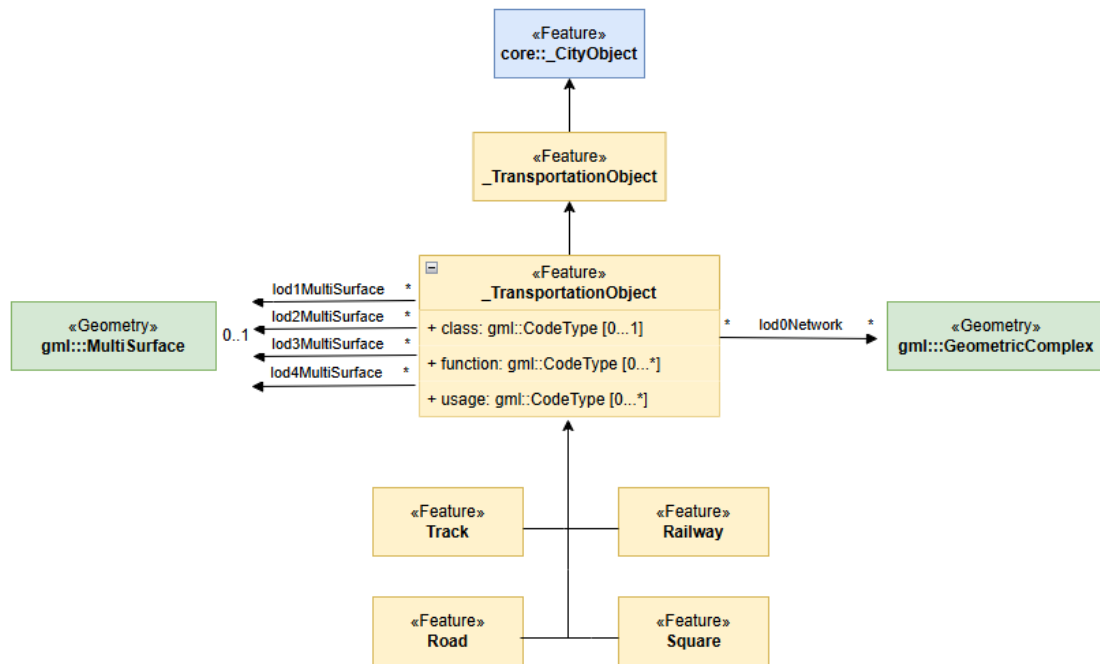 «Feature»
core::_CityObject
«Feature»
_TransportationObject
«Feature»
_TransportationObject
+ class: gml::CodeType [0...1]
+ function: gml::CodeType [0...*]
+ usage: gml::CodeType [0...*]
lod1MultiSurface *
lod2MultiSurface *
lod3MultiSurface *
lod4MultiSurface *
0..1
«Geometry»
gml:::MultiSurface
* lod0Network *
«Geometry»
gml:::GeometricComplex
«Feature»
Track
«Feature»
Railway
«Feature»
Road
«Feature»
Square